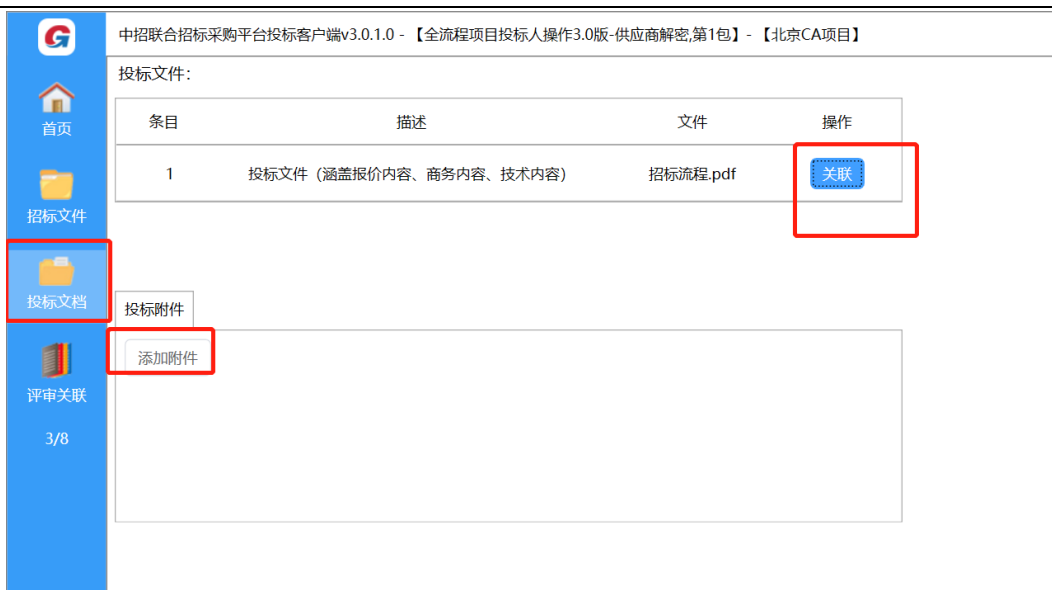 中招联合招标采购平台投标客户端v3.0.1.0 - 【全流程项目投标人操作3.0版-供应商解密,第1包】-【北京CA项目】
首页
招标文件
投标文档
评审关联
3/8
投标文件：
条目 描述 文件 操作
1 投标文件（涵盖报价内容、商务内容、技术内容） 招标流程.pdf 关联
投标附件
添加附件